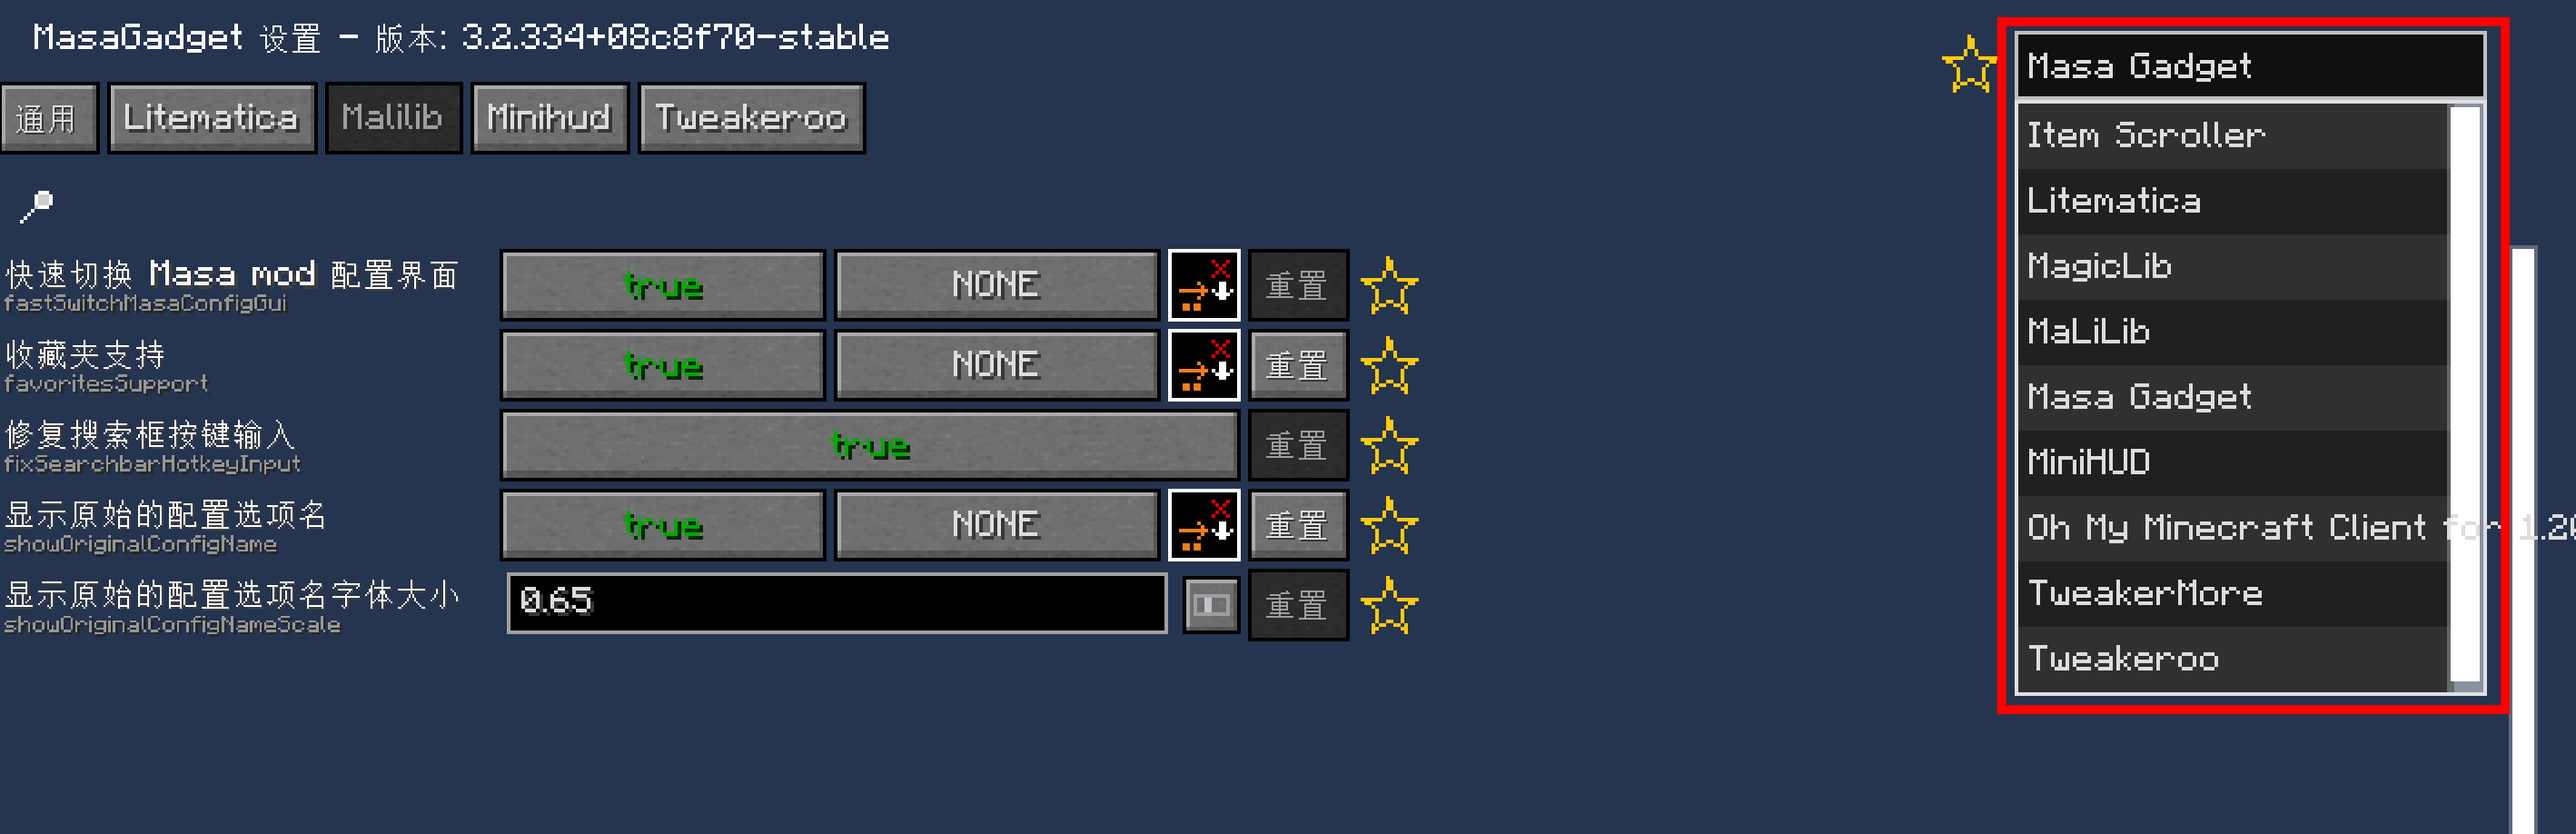 MasaGadget 设置 - 版本: 3.2.334+08c8f70-stable
通用 Litematica Malilib Minihud Tweakeroo
快速切换 Masa mod 配置界面 true NONE 重置
fastSwitchMasaConfigGui
收藏夹支持 true NONE 重置
favoritesSupport
修复搜索框按键输入 true 重置
fixSearchbarHotkeyInput
显示原始的配置选项名 true NONE 重置
showOriginalConfigName
显示原始的配置选项名字体大小 0.65 重置
showOriginalConfigNameScale
Masa Gadget
Item Scroller
Litematica
MagicLib
MaLiLib
Masa Gadget
MiniHUD
Oh My Minecraft Client for 1.20
TweakerMore
Tweakeroo